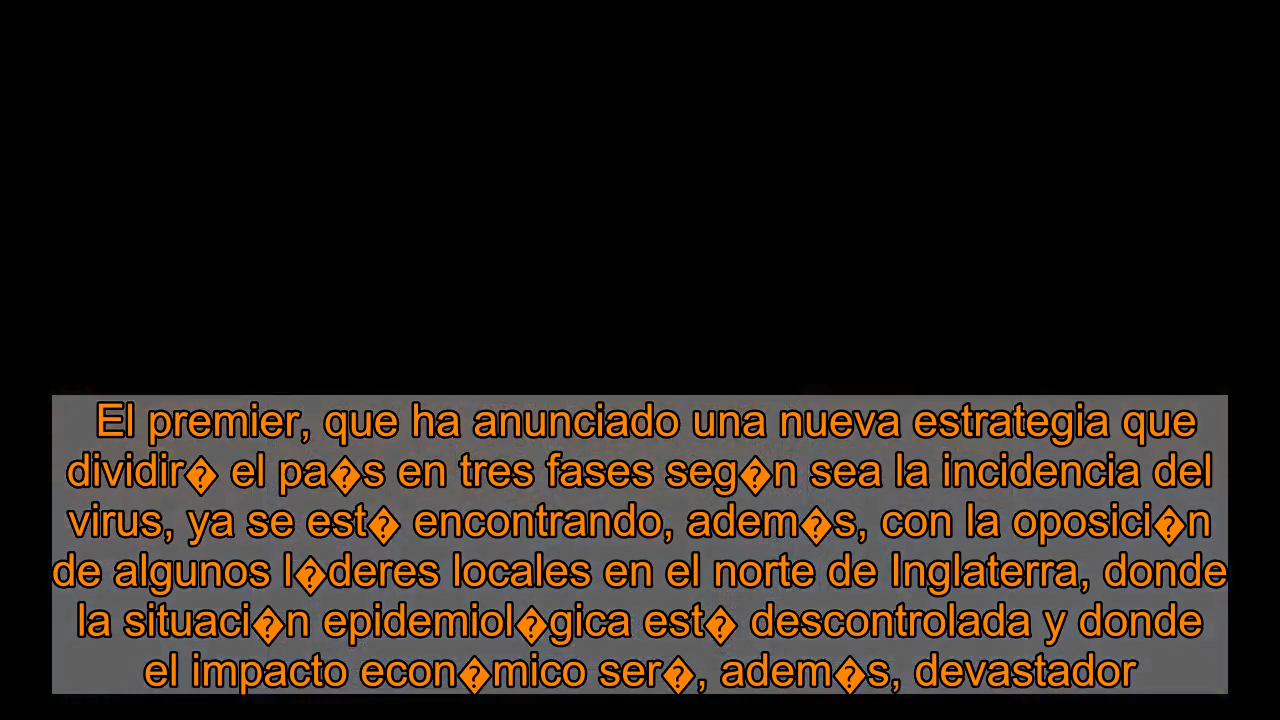 El premier, que ha anunciado una nueva estrategia que
dividir� el pa�s en tres fases seg�n sea la incidencia del
virus, ya se est� encontrando, adem�s, con la oposici�n
de algunos l�deres locales en el norte de Inglaterra, donde
la situaci�n epidemiol�gica est� descontrolada y donde
el impacto econ�mico ser�, adem�s, devastador